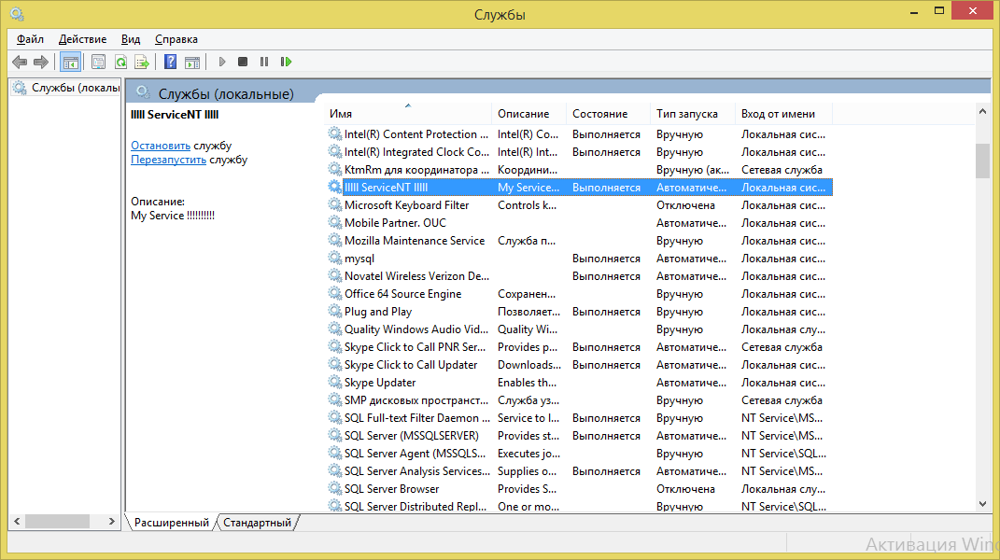 Службы
Файл Действие Вид Справка
Службы (локаль
Службы (локальные)
lllll ServiceNT lllll
Остановить службу
Перезапустить службу
Описание:
My Service !!!!!!!!!!
Имя Описание Состояние Тип запуска Вход от имени
Intel(R) Content Protection ... Intel(R) Co... Выполняется Вручную Локальная сис...
Intel(R) Integrated Clock Co... Intel(R) Int... Выполняется Вручную Локальная сис...
KtmRm для координатора ... Координи... Вручную (ак... Сетевая служба
lllll ServiceNT lllll My Service... Выполняется Автоматиче... Локальная сис...
Microsoft Keyboard Filter Controls k... Отключена Локальная сис...
Mobile Partner. OUC Автоматиче... Локальная сис...
Mozilla Maintenance Service Служба п... Вручную Локальная сис...
mysql Выполняется Автоматиче... Локальная сис...
Novatel Wireless Verizon De... Выполняется Автоматиче... Локальная сис...
Office 64 Source Engine Сохранен... Вручную Локальная сис...
Plug and Play Позволяет... Выполняется Вручную Локальная сис...
Quality Windows Audio Vid... Quality Wi... Вручную Локальная слу...
Skype Click to Call PNR Ser... Provides p... Выполняется Автоматиче... Сетевая служба
Skype Click to Call Updater Downloads... Выполняется Автоматиче... Локальная сис...
Skype Updater Enables th... Автоматиче... Локальная сис...
SMP дисковых пространст... Служба уз... Вручную Сетевая служба
SQL Full-text Filter Daemon ... Service to l... Выполняется Вручную NT Service\MS...
SQL Server (MSSQLSERVER) Provides st... Выполняется Автоматиче... NT Service\MS...
SQL Server Agent (MSSQLS... Executes jo... Вручную NT Service\SQL...
SQL Server Analysis Services... Supplies o... Выполняется Автоматиче... NT Service\MS...
SQL Server Browser Provides S... Отключена Локальная слу...
SQL Server Distributed Repl... One or mo... Вручную NT Service\SQL...
Расширенный Стандартный
Активация Wind